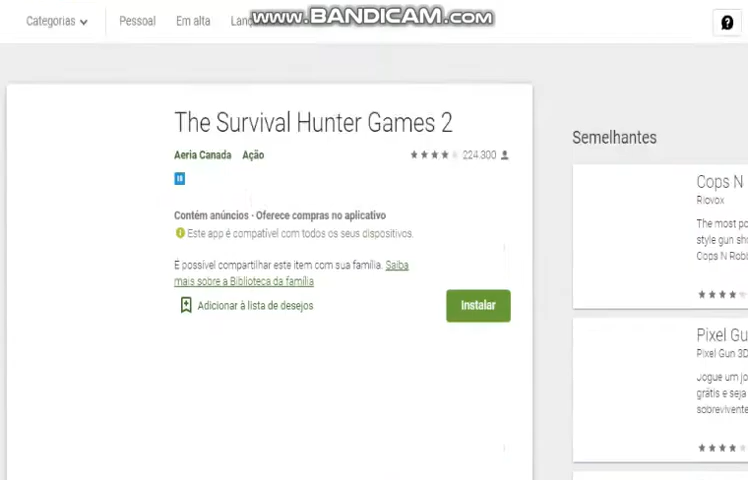 www.BANDICAM.com
Categorias
Pessoal
Em alta
The Survival Hunter Games 2
Aeria Canada Ação
224.300
Contém anúncios · Oferece compras no aplicativo
Este app é compatível com todos os seus dispositivos.
É possível compartilhar este item com sua família. Saiba
mais sobre a Biblioteca da família
Adicionar à lista de desejos
Instalar
Semelhantes
Cops N
Riovox
The most po
style gun sh
Cops N Rob
Pixel Gu
Pixel Gun 3D
Jogue um jo
grátis e seja
sobrevivente